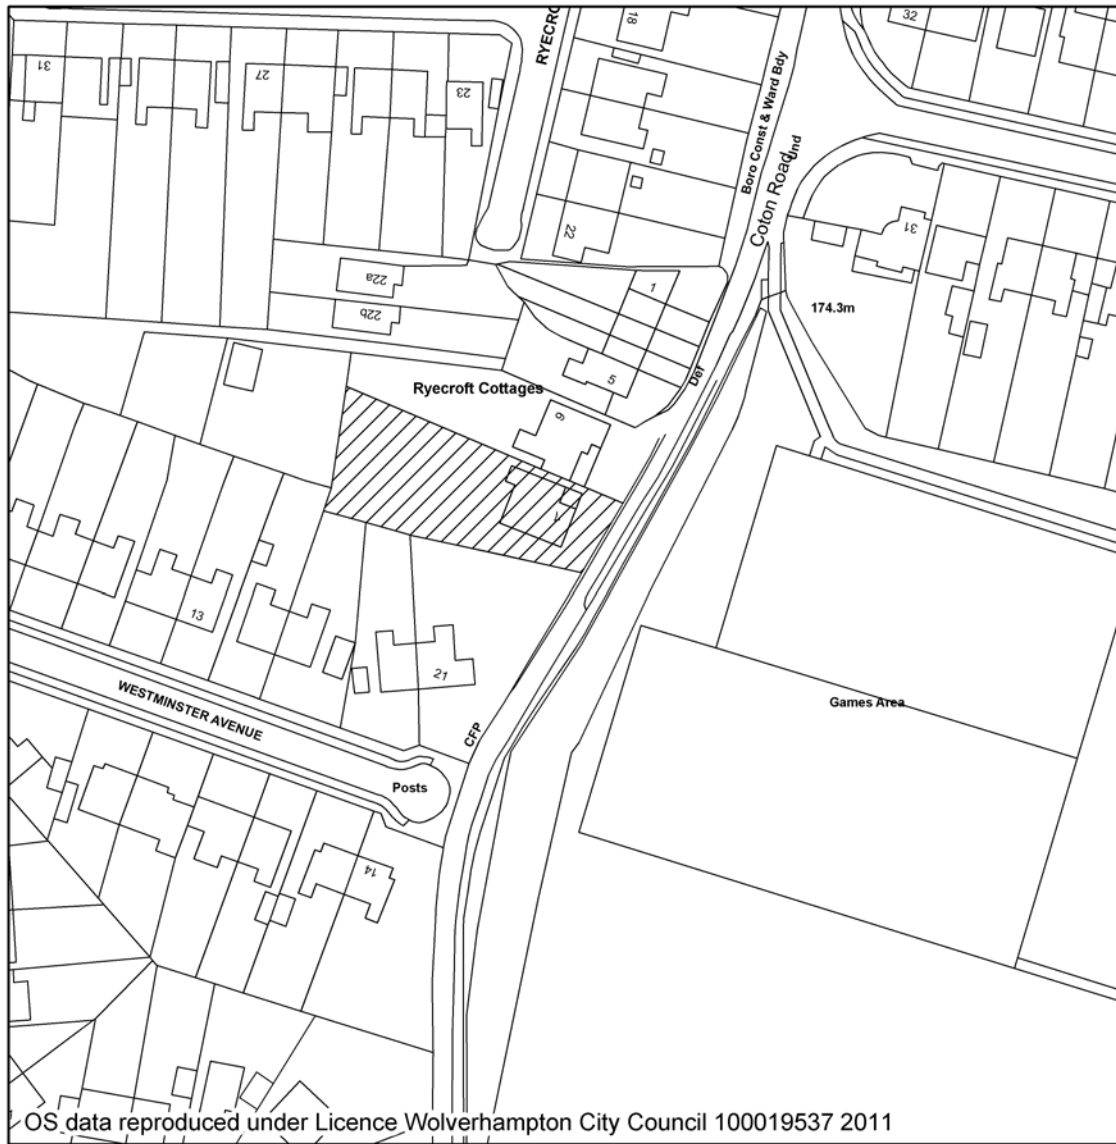 32
18
RYECRO
31
27
23
Boro Const & Ward Bdy
Und
Coton Road
22
31
22a
1
174.3m
22b
Def
5
Ryecroft Cottages
6
7
13
21
WESTMINSTER AVENUE
CFP
Games Area
Posts
14
OS data reproduced under Licence Wolverhampton City Council 100019537 2011